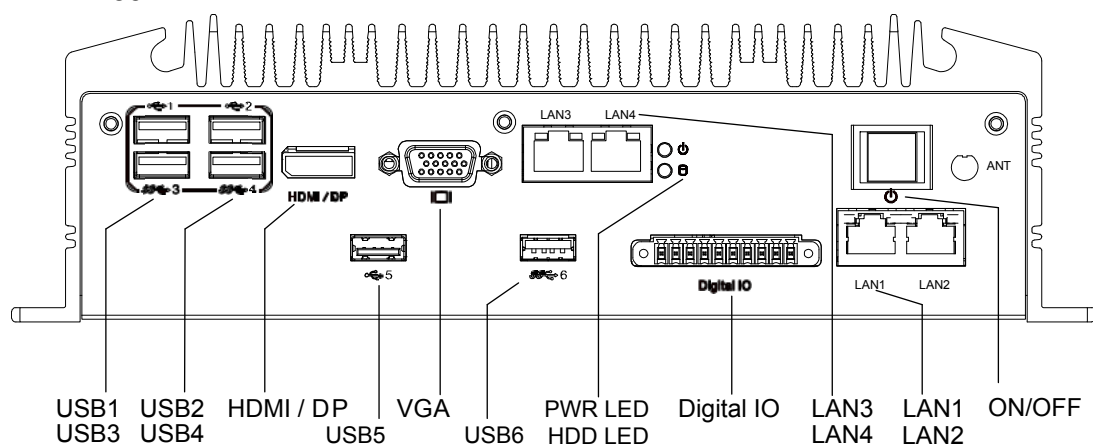 1
2
LAN3
LAN4
3
4
HDMI / DP
ANT
5
6
Digital IO
LAN1
LAN2
USB1 USB2 HDMI / DP VGA PWR LED Digital IO LAN3 LAN1 ON/OFF
USB3 USB4 USB5 USB6 HDD LED LAN4 LAN2